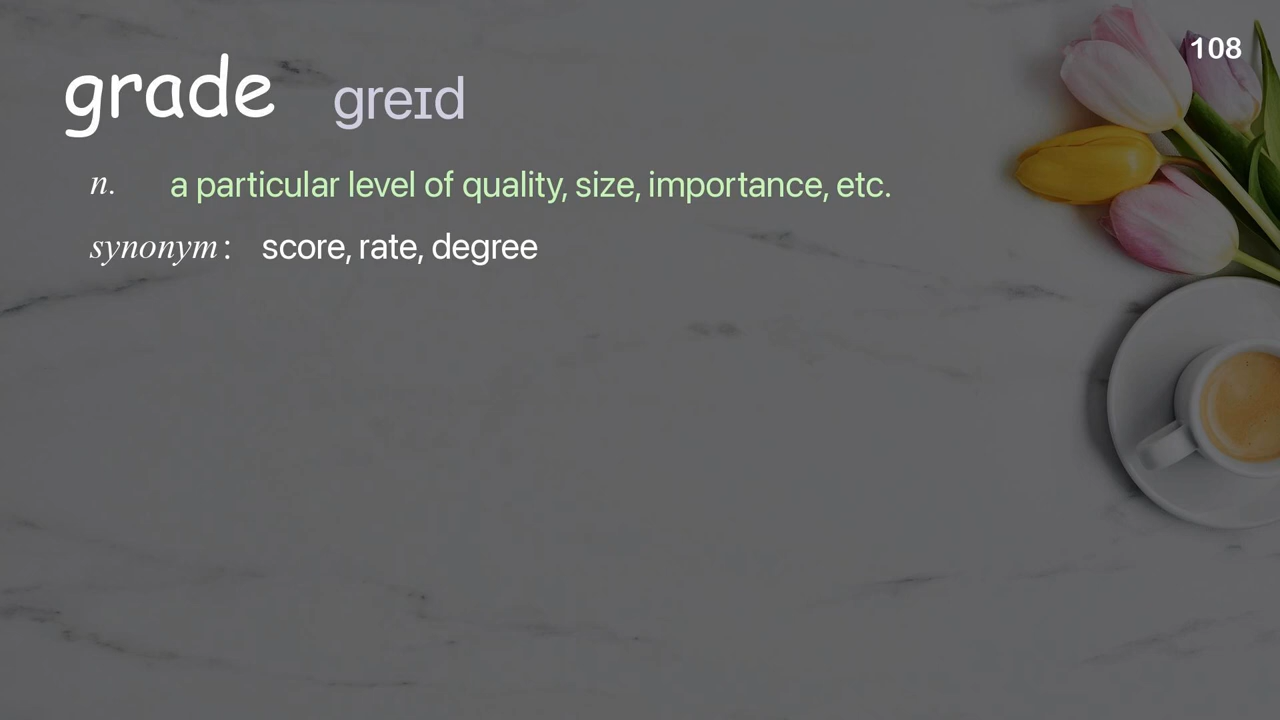 108
grade greɪd
n. a particular level of quality, size, importance, etc.
synonym: score, rate, degree